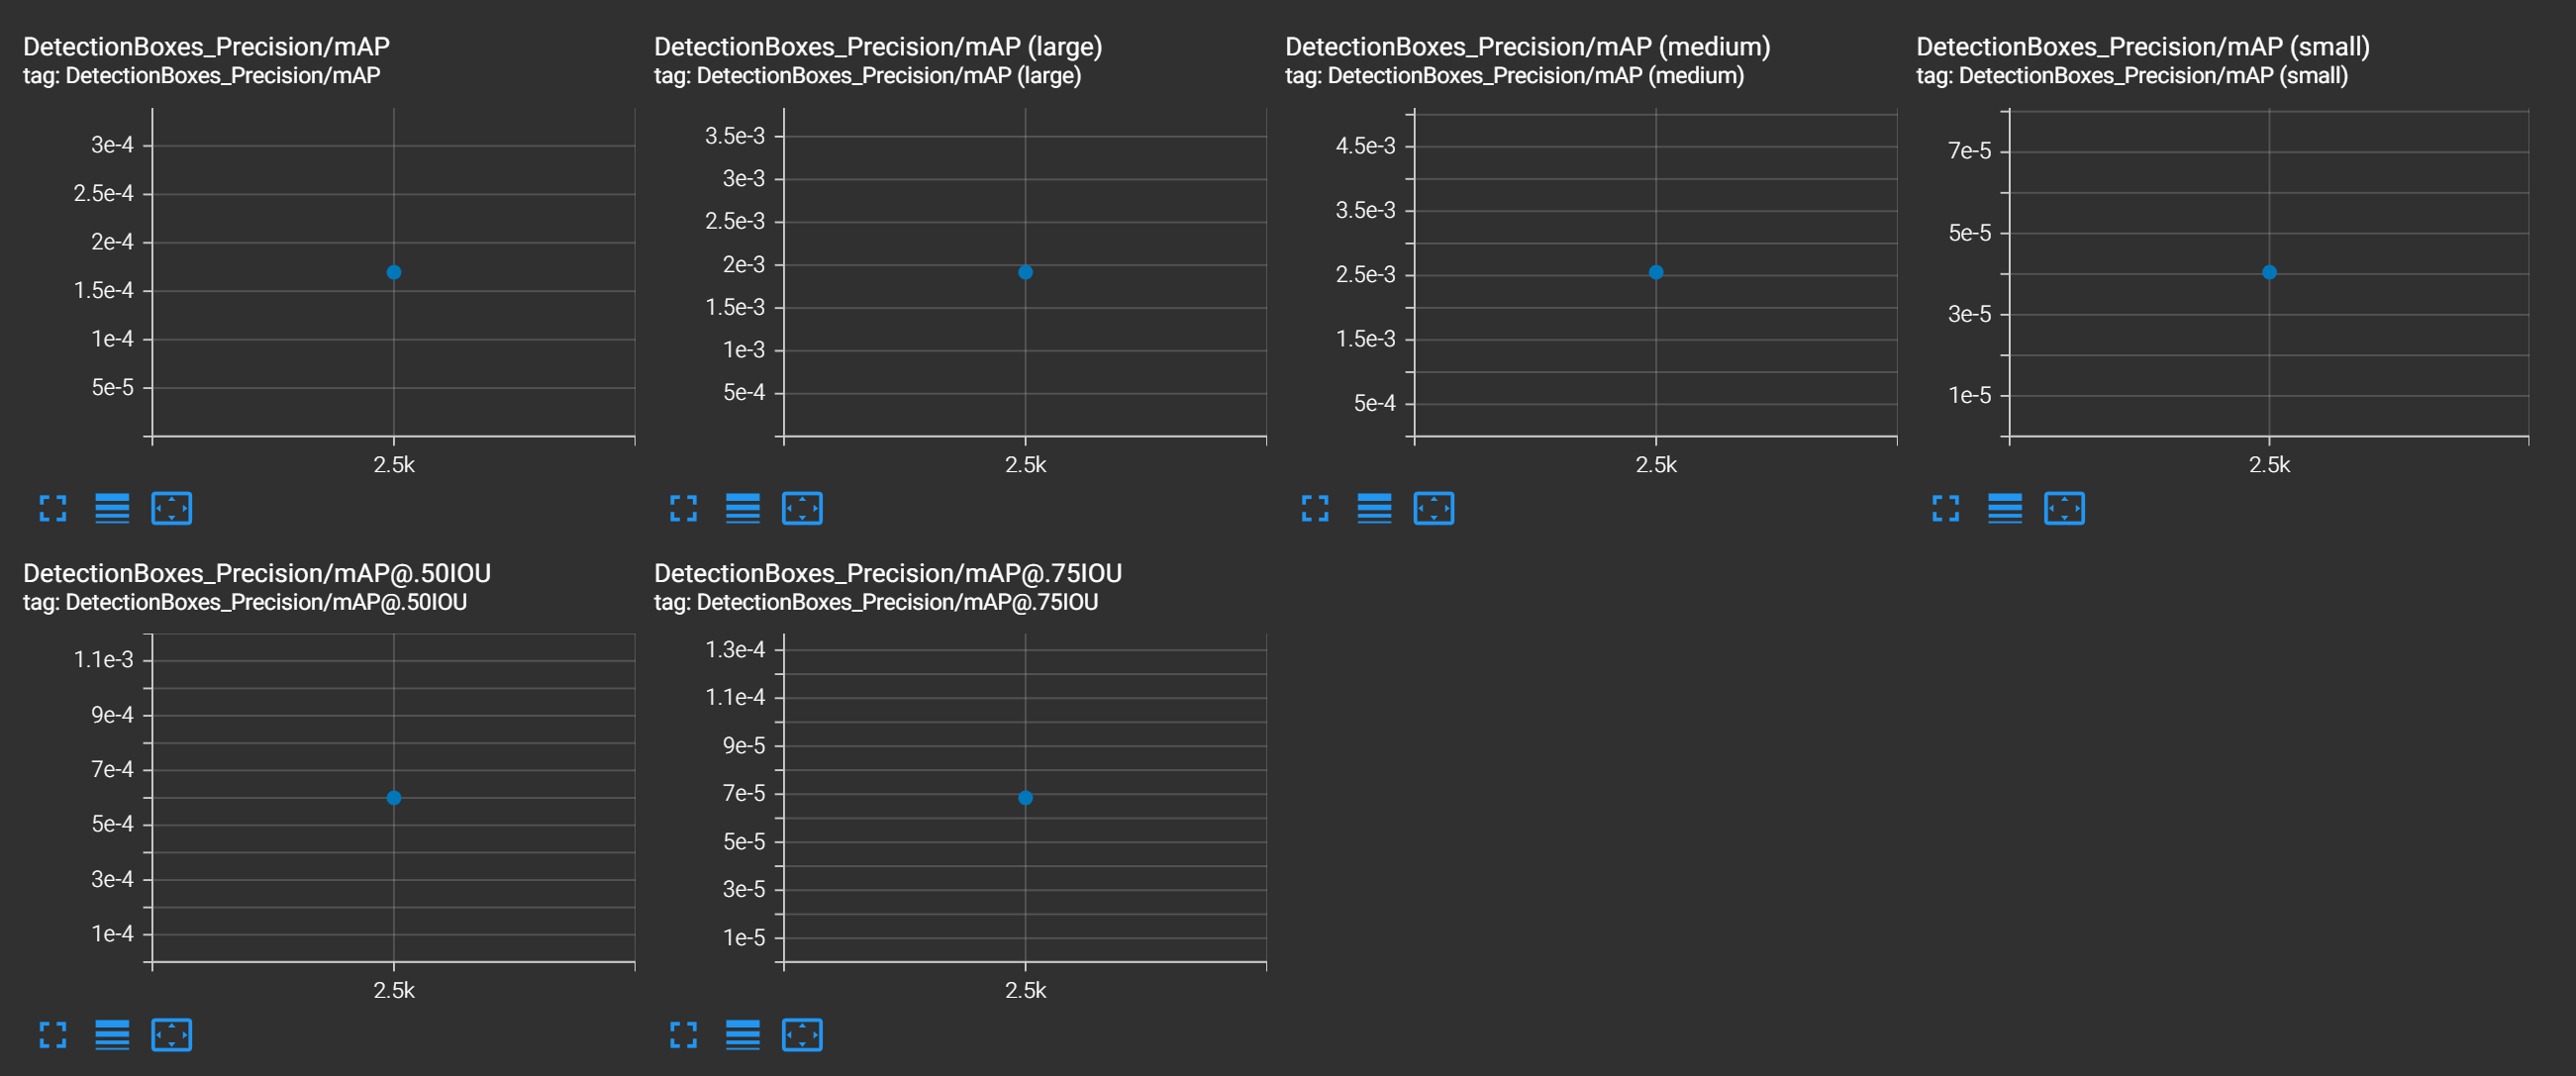 DetectionBoxes_Precision/mAP
tag: DetectionBoxes_Precision/mAP
3e-4
2.5e-4
2e-4
1.5e-4
1e-4
5e-5
2.5k
DetectionBoxes_Precision/mAP (large)
tag: DetectionBoxes_Precision/mAP (large)
3.5e-3
3e-3
2.5e-3
2e-3
1.5e-3
1e-3
5e-4
2.5k
DetectionBoxes_Precision/mAP (medium)
tag: DetectionBoxes_Precision/mAP (medium)
4.5e-3
3.5e-3
2.5e-3
1.5e-3
5e-4
2.5k
DetectionBoxes_Precision/mAP (small)
tag: DetectionBoxes_Precision/mAP (small)
7e-5
5e-5
3e-5
1e-5
2.5k
DetectionBoxes_Precision/mAP@.50IOU
tag: DetectionBoxes_Precision/mAP@.50IOU
1.1e-3
9e-4
7e-4
5e-4
3e-4
1e-4
2.5k
DetectionBoxes_Precision/mAP@.75IOU
tag: DetectionBoxes_Precision/mAP@.75IOU
1.3e-4
1.1e-4
9e-5
7e-5
5e-5
3e-5
1e-5
2.5k